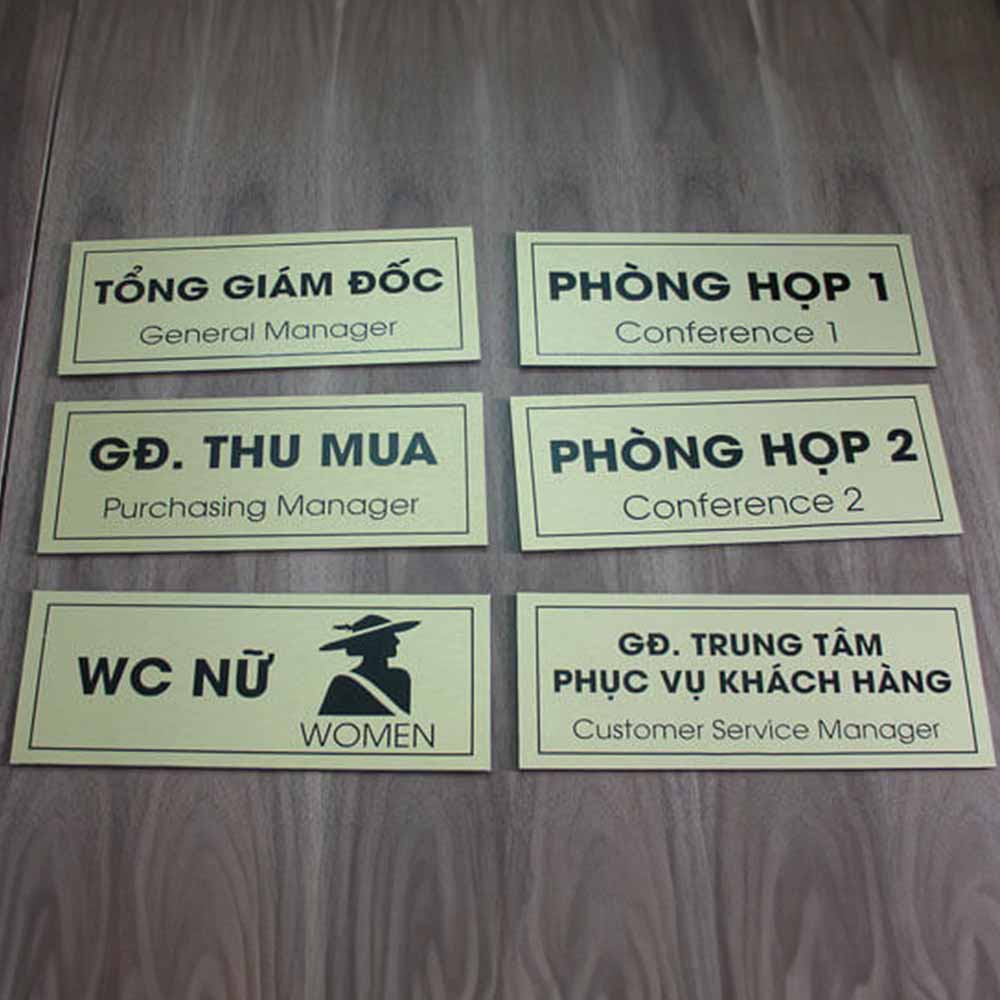 TỔNG GIÁM ĐỐC
General Manager
PHÒNG HỌP 1
Conference 1
GĐ. THU MUA
Purchasing Manager
PHÒNG HỌP 2
Conference 2
WC NỮ
WOMEN
GĐ. TRUNG TÂM
PHỤC VỤ KHÁCH HÀNG
Customer Service Manager